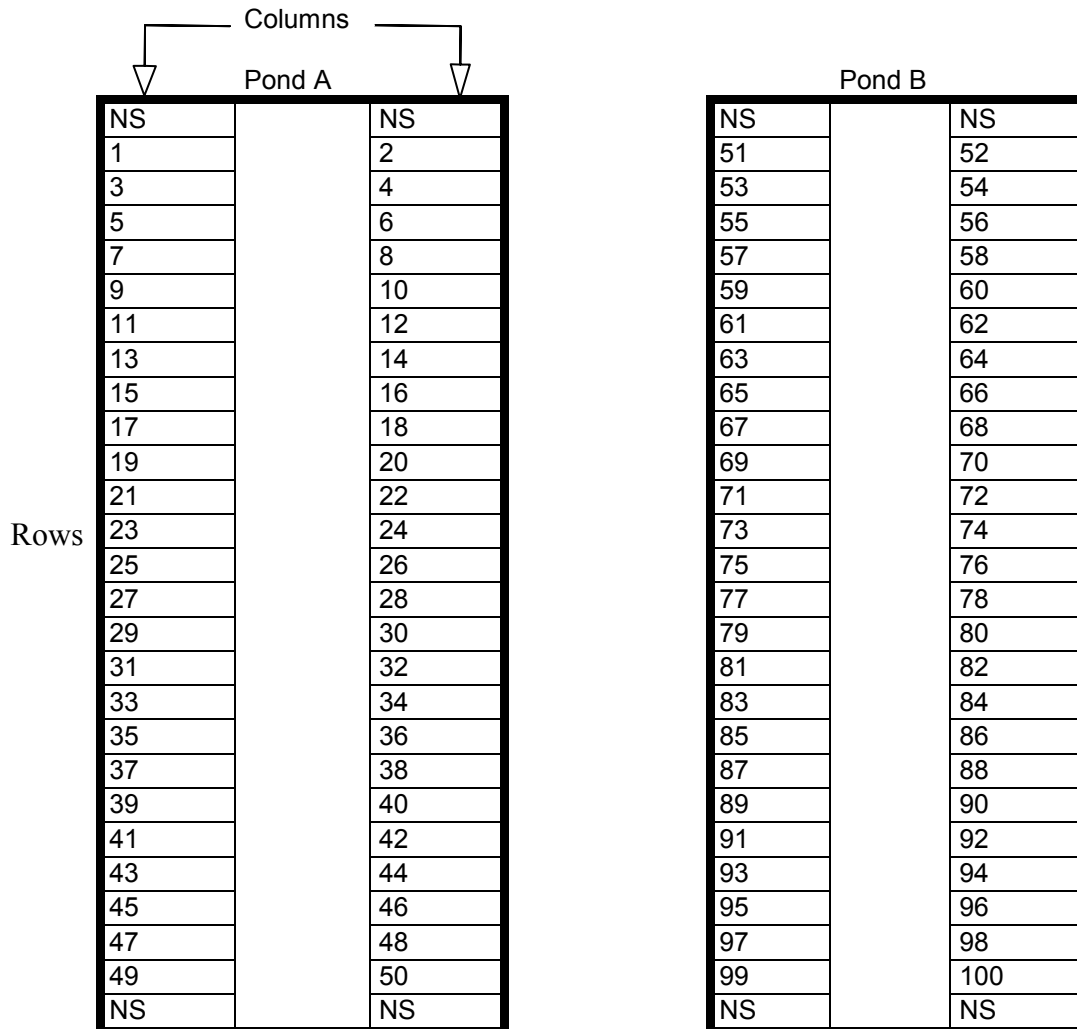 Columns
Pond A Pond B
NS NS NS NS
1 2 51 52
3 4 53 54
5 6 55 56
7 8 57 58
9 10 59 60
11 12 61 62
13 14 63 64
15 16 65 66
17 18 67 68
19 20 69 70
21 22 71 72
Rows 23 24 73 74
25 26 75 76
27 28 77 78
29 30 79 80
31 32 81 82
33 34 83 84
35 36 85 86
37 38 87 88
39 40 89 90
41 42 91 92
43 44 93 94
45 46 95 96
47 48 97 98
49 50 99 100
NS NS NS NS